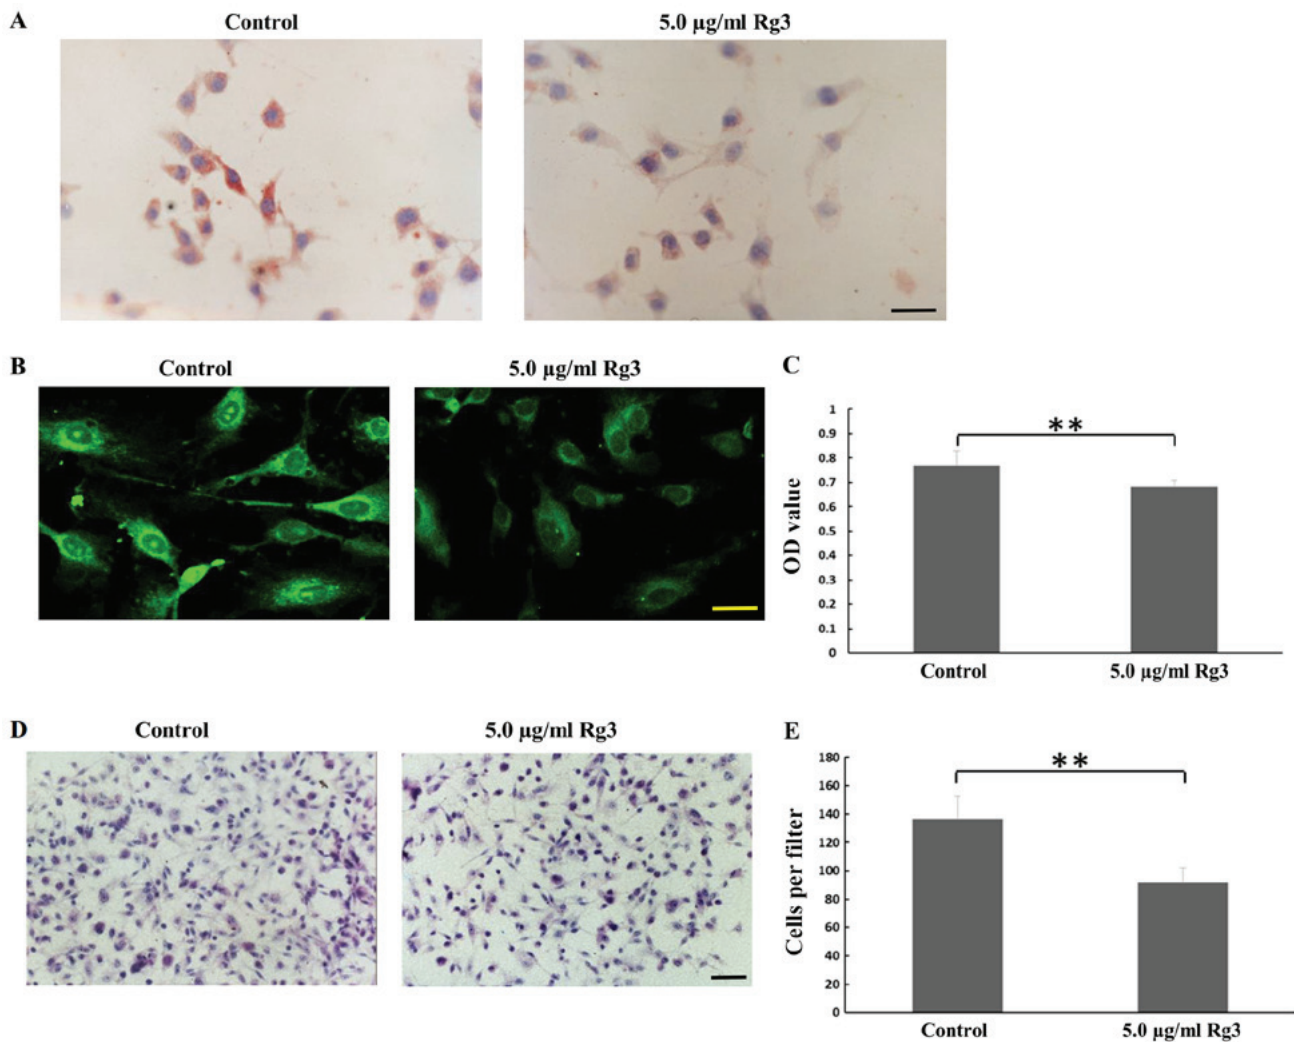 A
Control
5.0 µg/ml Rg3
B
Control
5.0 µg/ml Rg3
C
OD value
1
0.9
0.8
0.7
0.6
0.5
0.4
0.3
0.2
0.1
0
**
Control
5.0 µg/ml Rg3
D
Control
5.0 µg/ml Rg3
E
Cells per filter
180
160
140
120
100
80
60
40
20
0
**
Control
5.0 µg/ml Rg3